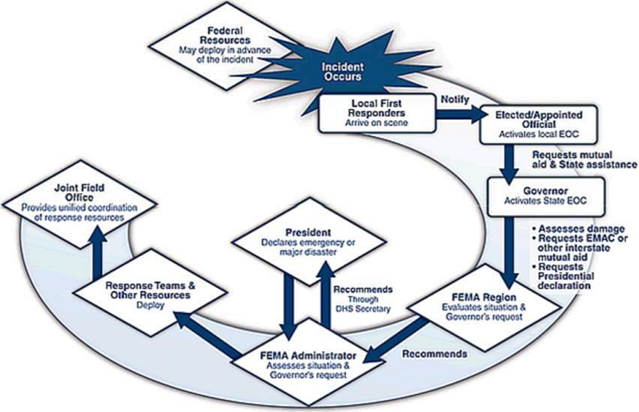 Federal
Resources
May deploy in advance
of the incident
Incident
Occurs
Local First
Responders
Arrive on scene
Notify
Elected/Appointed
Official
Activates local EOC
Requests mutual
aid & State assistance
Governor
Activates State EOC
• Assesses damage
• Requests EMAC or
other interstate
mutual aid
• Requests
Presidential
declaration
FEMA Region
Evaluates situation &
Governor's request
Recommends
FEMA Administrator
Assesses situation &
Governor's request
Recommends
Through
DHS Secretary
President
Declares emergency or
major disaster
Response Teams &
Other Resources
Deploy
Joint Field
Office
Provides unified coordination
of response resources